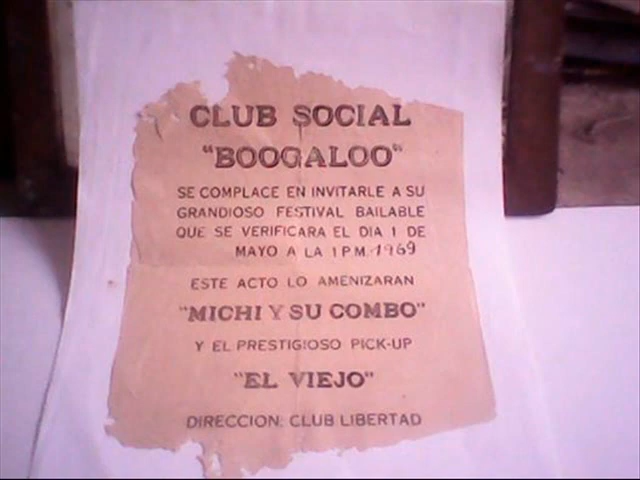 CLUB SOCIAL
"BOOGALOO"
SE COMPLACE EN INVITARLE A SU
GRANDIOSO FESTIVAL BAILABLE
QUE SE VERIFICARA EL DIA 1 DE
MAYO A LA 1 P.M. 1969
ESTE ACTO LO AMENIZARAN
"MICHI Y SU COMBO"
Y EL PRESTIGIOSO PICK-UP
"EL VIEJO"
DIRECCION: CLUB LIBERTAD